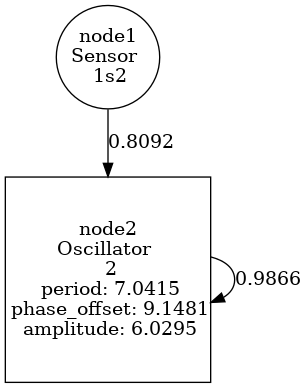 node1
Sensor
1s2
0.8092
node2
Oscillator
2
period: 7.0415
phase_offset: 9.1481
amplitude: 6.0295
0.9866